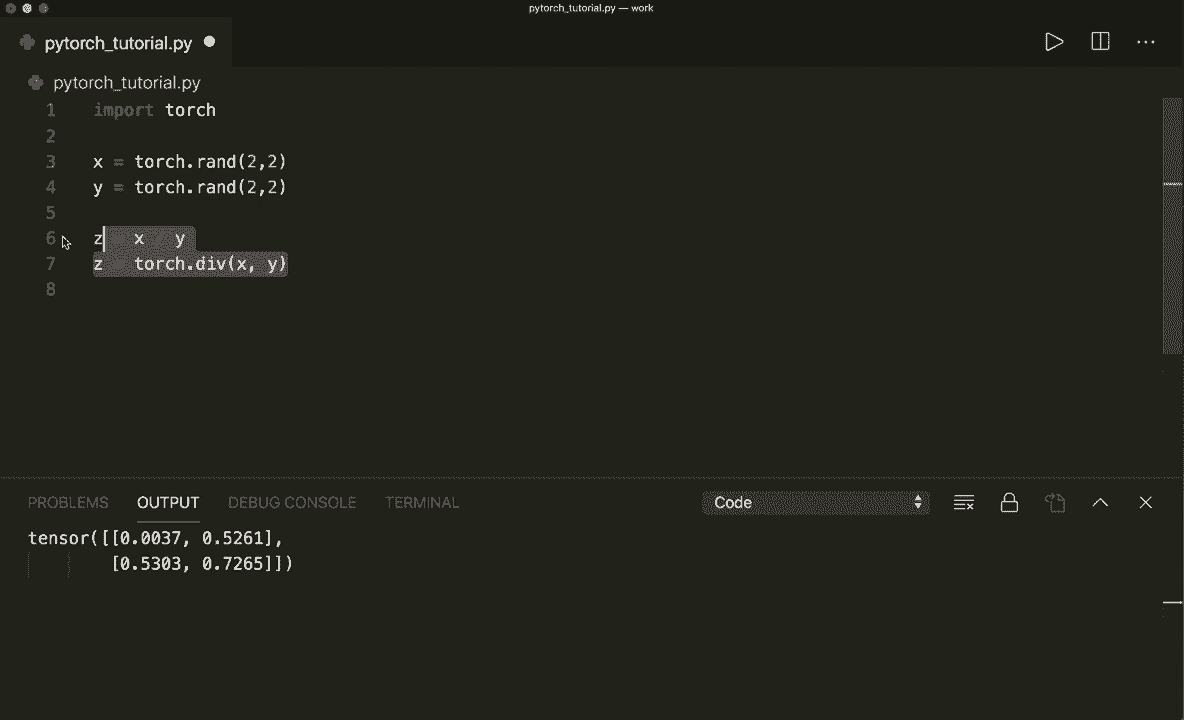 pytorch_tutorial.py — work
pytorch_tutorial.py
pytorch_tutorial.py
1 import torch
2
3 x = torch.rand(2,2)
4 y = torch.rand(2,2)
5
6 z x y
7 z torch.div(x, y)
8
PROBLEMS OUTPUT DEBUG CONSOLE TERMINAL Code
tensor([[0.0037, 0.5261],
[0.5303, 0.7265]])